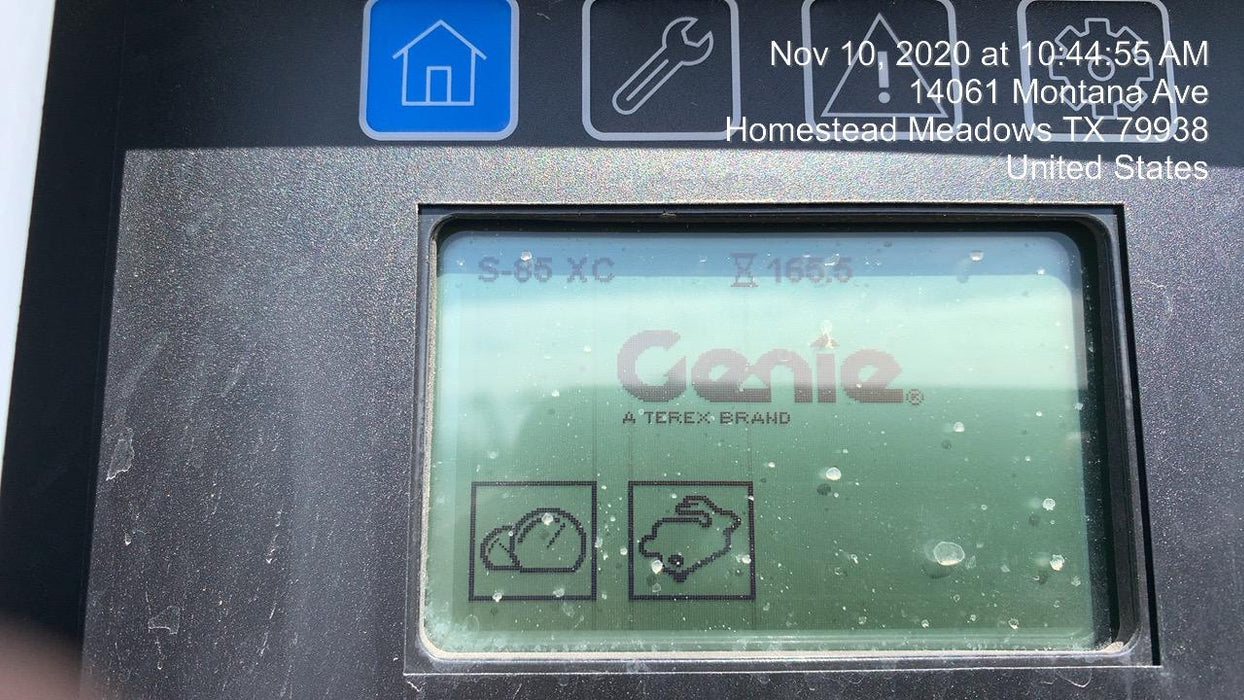 Nov 10, 2020 at 10:44:55 AM
14061 Montana Ave
Homestead Meadows TX 79938
United States
S-85 XC 165.5
Genie®
A TEREX BRAND